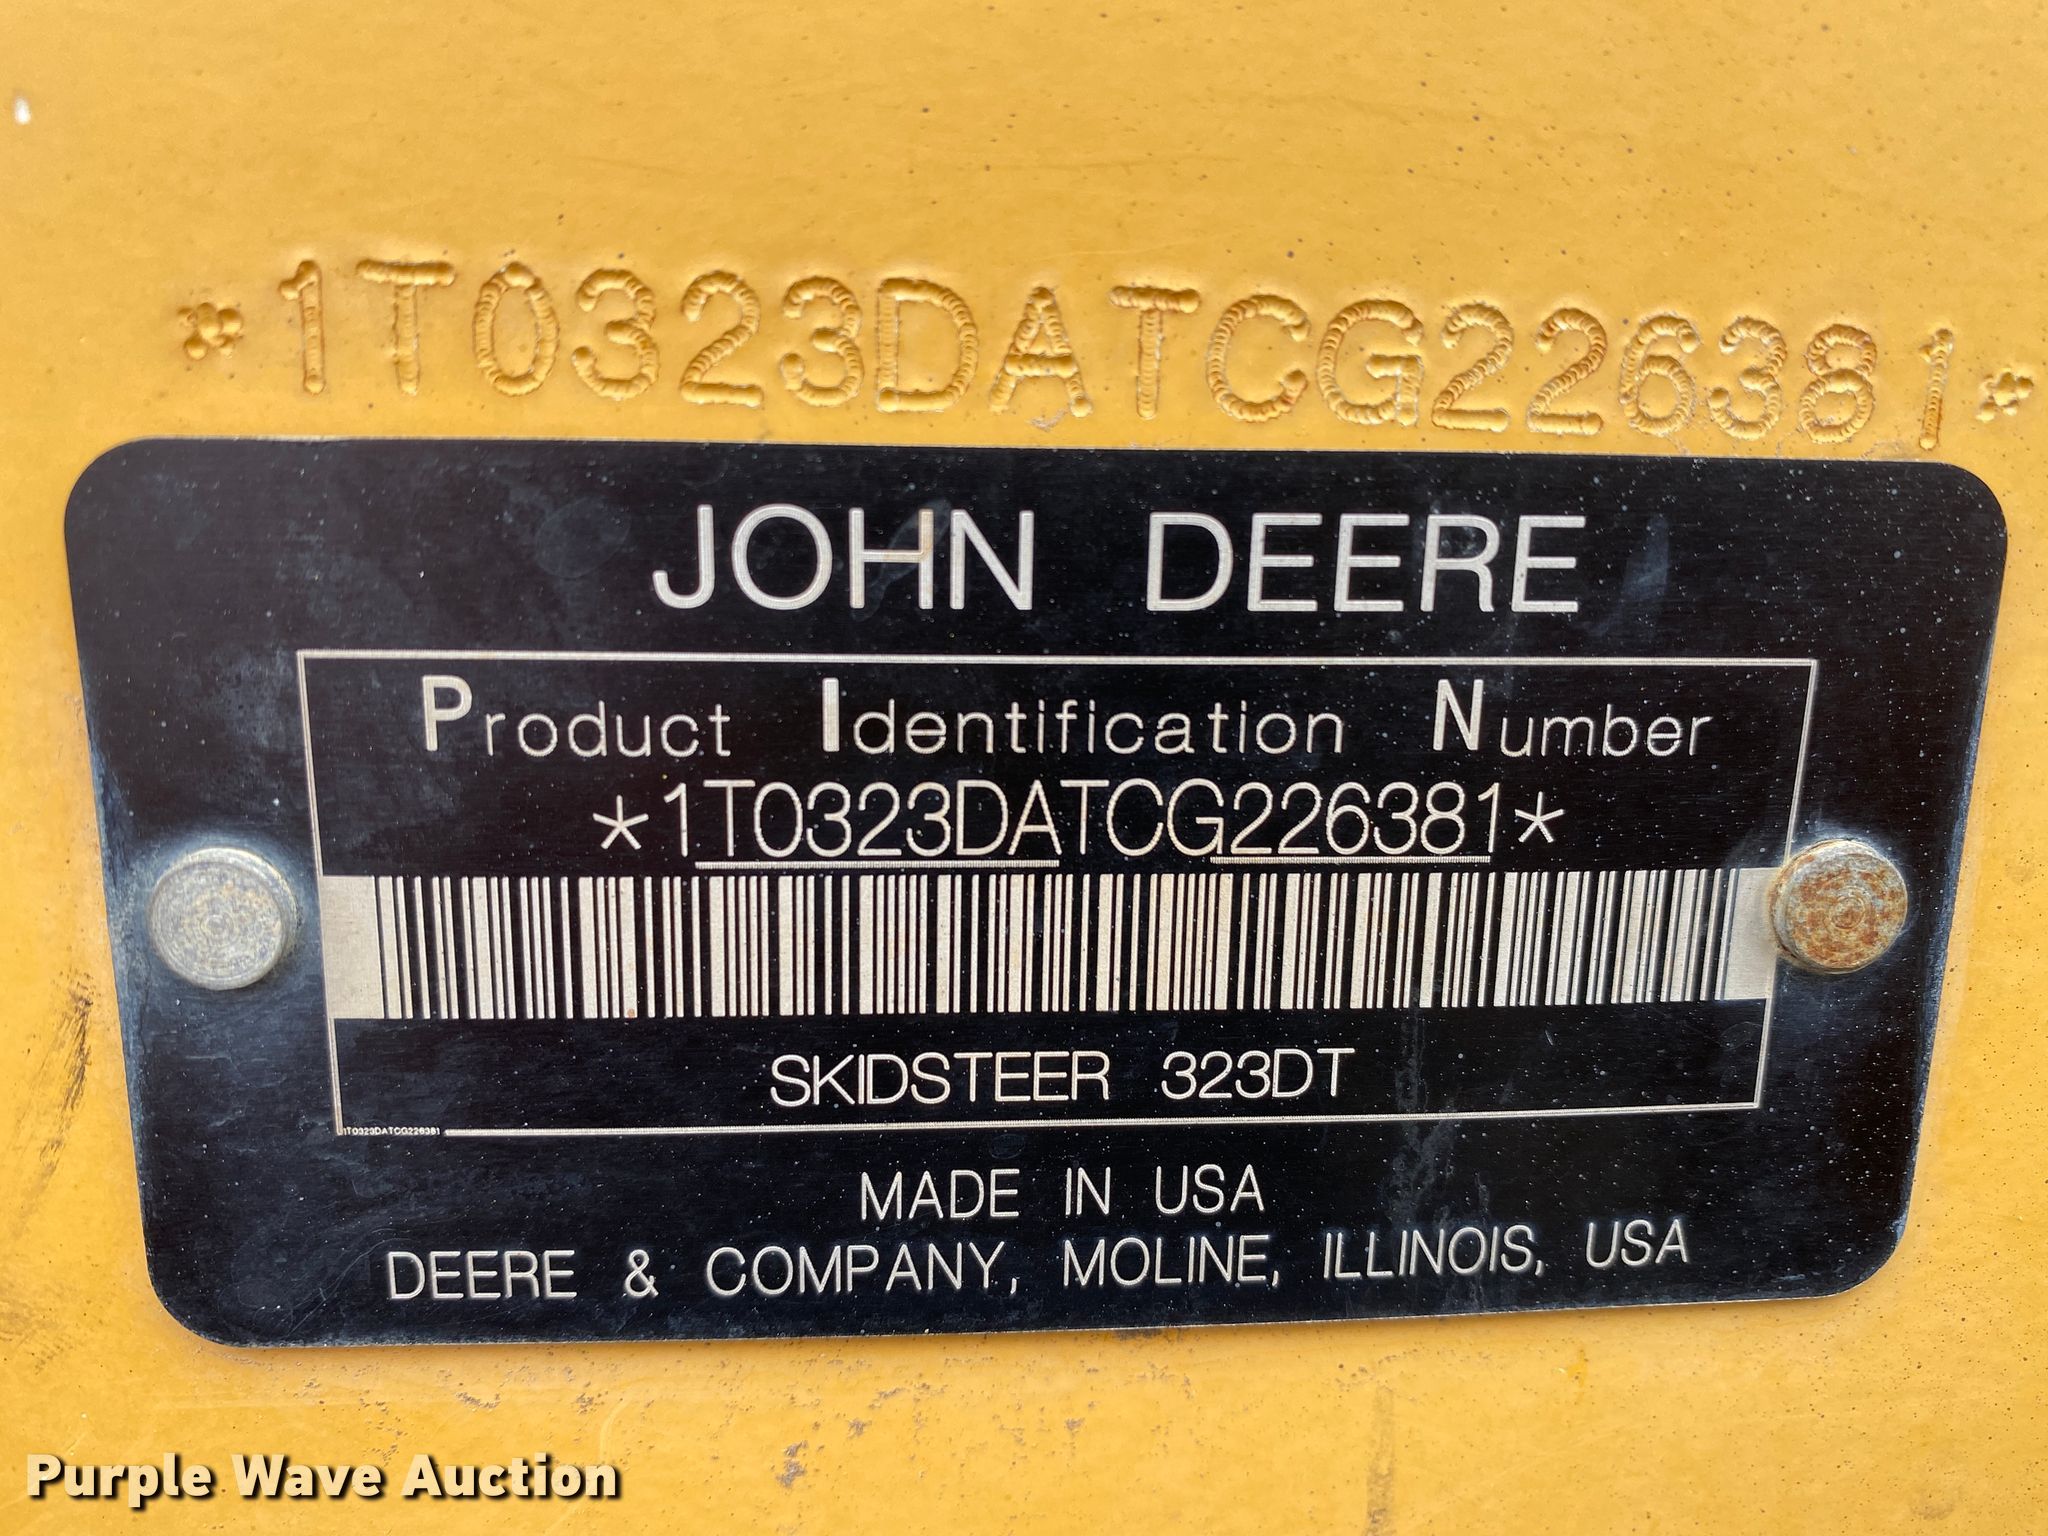 *1T0323DATCG226381*
JOHN DEERE
Product Identification Number
*1T0323DATCG226381*
SKIDSTEER 323DT
1T0323DATCG226381
MADE IN USA
DEERE & COMPANY, MOLINE, ILLINOIS, USA
Purple Wave Auction